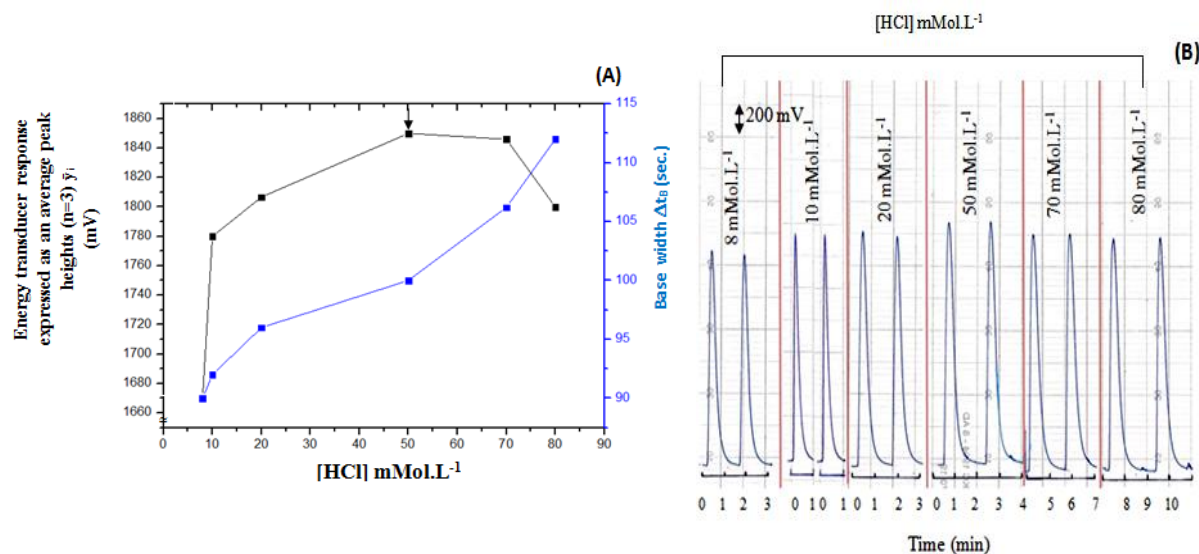 (A)
Energy transducer response
expressed as an average peak
heights (n=3) ȳᵢ
(mV)
1860
1840
1820
1800
1780
1760
1740
1720
1700
1680
1660
115
110
105
100
95
90
Base width Δt_B (sec.)
0 10 20 30 40 50 60 70 80 90
[HCl] mMol.L⁻¹
[HCl] mMol.L⁻¹
(B)
200 mV
8 mMol.L⁻¹
10 mMol.L⁻¹
20 mMol.L⁻¹
50 mMol.L⁻¹
70 mMol.L⁻¹
80 mMol.L⁻¹
0 1 2 3 0 1 0 1 0 1 2 3 0 1 2 3 4 5 6 7 8 9 10
Time (min)